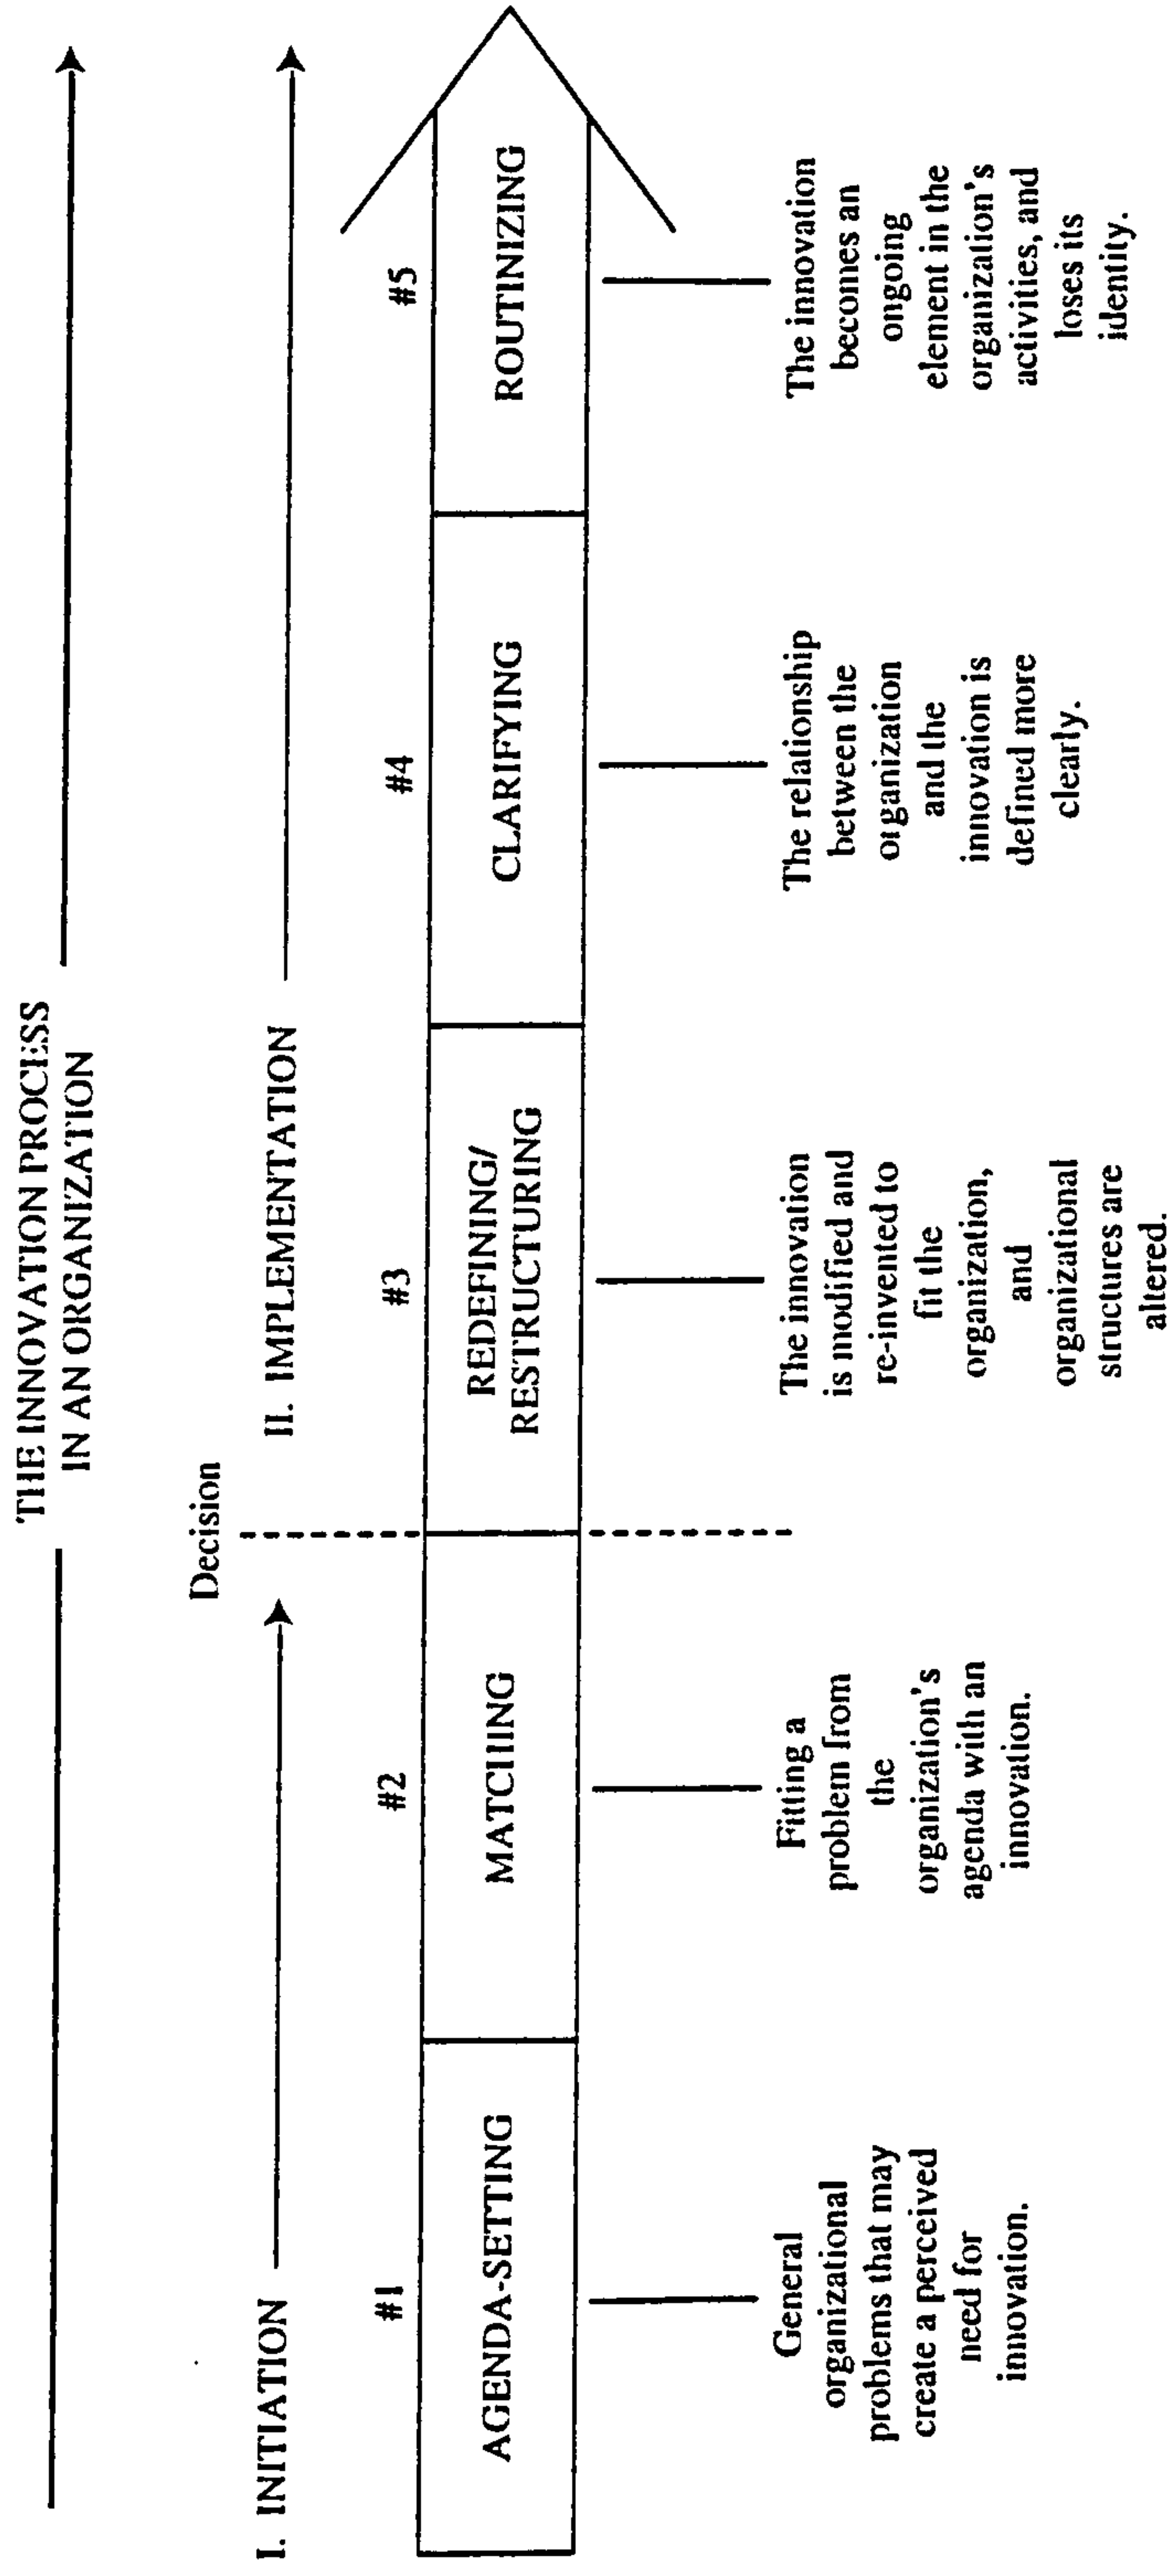 THE INNOVATION PROCESS
IN AN ORGANIZATION
Decision
I. INITIATION
II. IMPLEMENTATION
#1
#2
#3
#4
#5
AGENDA-SETTING
MATCHING
REDEFINING/
RESTRUCTURING
CLARIFYING
ROUTINIZING
General
organizational
problems that may
create a perceived
need for
innovation.
Fitting a
problem from
the
organization's
agenda with an
innovation.
The innovation
is modified and
re-invented to
fit the
organization,
and
organizational
structures are
altered.
The relationship
between the
organization
and the
innovation is
defined more
clearly.
The innovation
becomes an
ongoing
element in the
organization's
activities, and
loses its
identity.